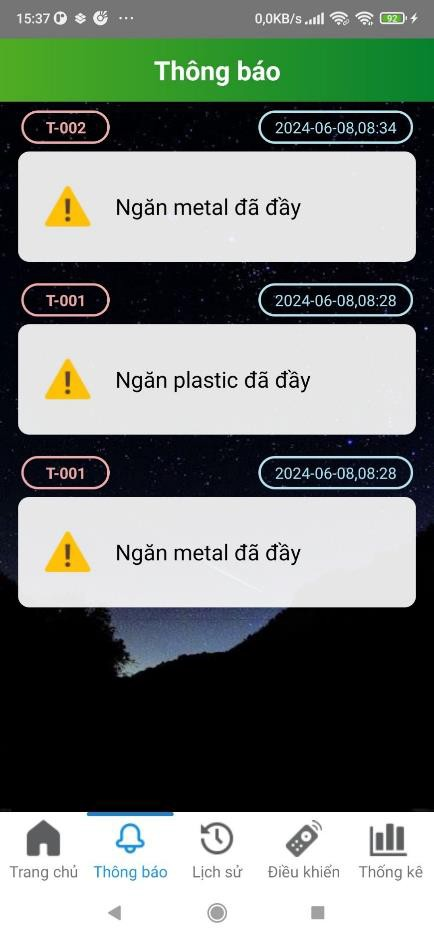 15:37 ··· 0,0KB/s 92
Thông báo
T-002 2024-06-08,08:34
Ngăn metal đã đầy
T-001 2024-06-08,08:28
Ngăn plastic đã đầy
T-001 2024-06-08,08:28
Ngăn metal đã đầy
Trang chủ Thông báo Lịch sử Điều khiển Thống kê